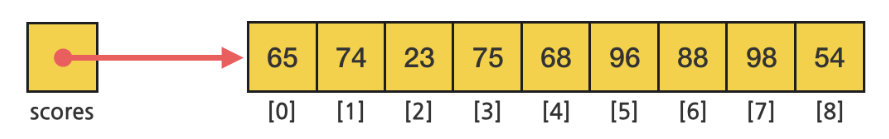 65 74 23 75 68 96 88 98 54
scores [0] [1] [2] [3] [4] [5] [6] [7] [8]